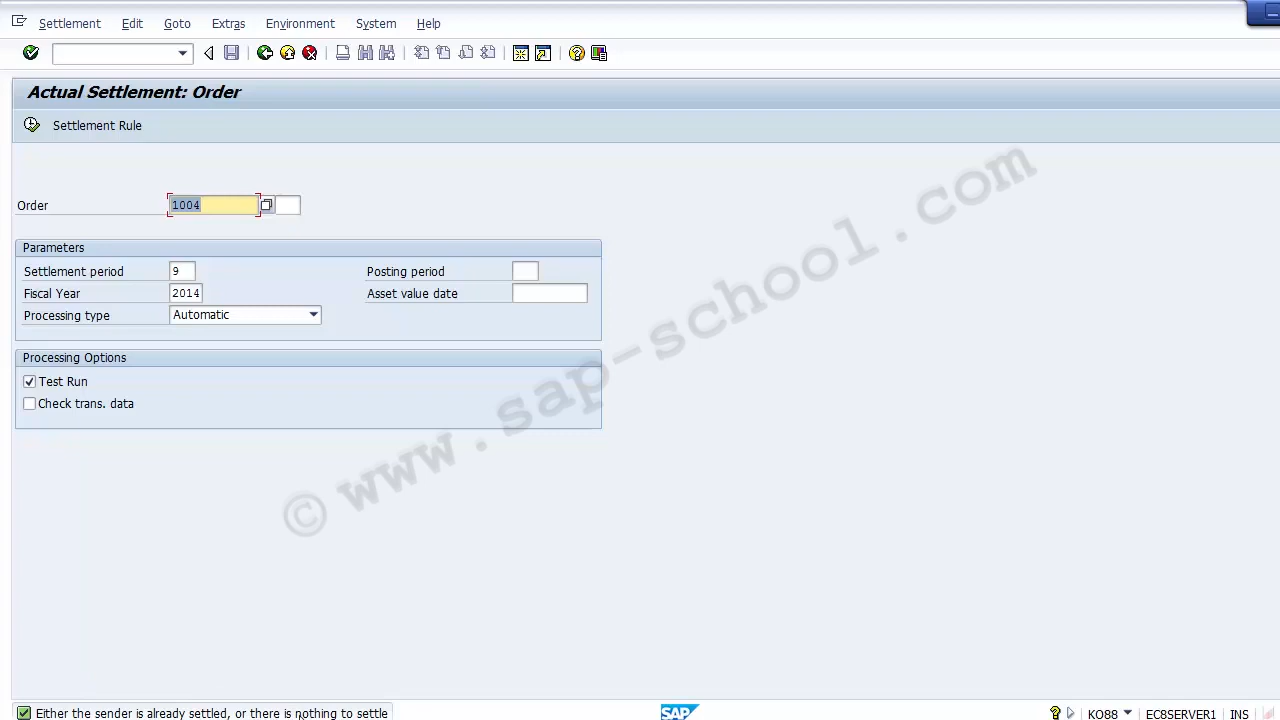 Settlement Edit Goto Extras Environment System Help
Actual Settlement: Order
Settlement Rule
Order 1004
Parameters
Settlement period 9 Posting period
Fiscal Year 2014 Asset value date
Processing type Automatic
Processing Options
Test Run
Check trans. data
© www.sap-school.com
Either the sender is already settled, or there is nothing to settle SAP KO88 EC8SERVER1 INS